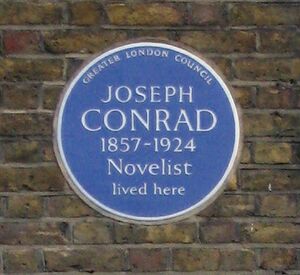 GREATER LONDON COUNCIL
JOSEPH
CONRAD
1857-1924
Novelist
lived here